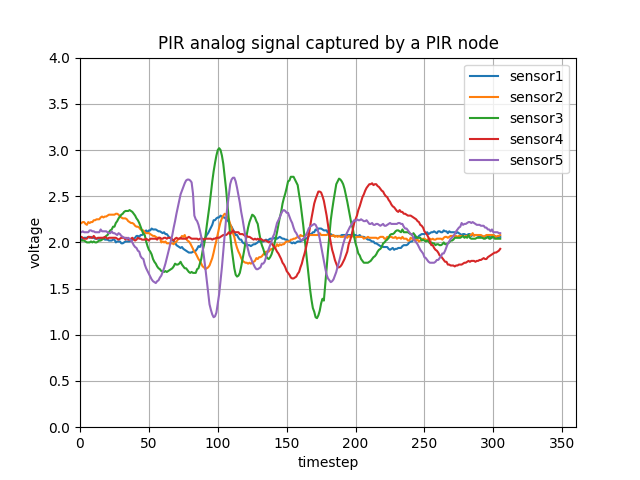 PIR analog signal captured by a PIR node
4.0
3.5
3.0
2.5
2.0
1.5
1.0
0.5
0.0
voltage
0 50 100 150 200 250 300 350
timestep
sensor1
sensor2
sensor3
sensor4
sensor5